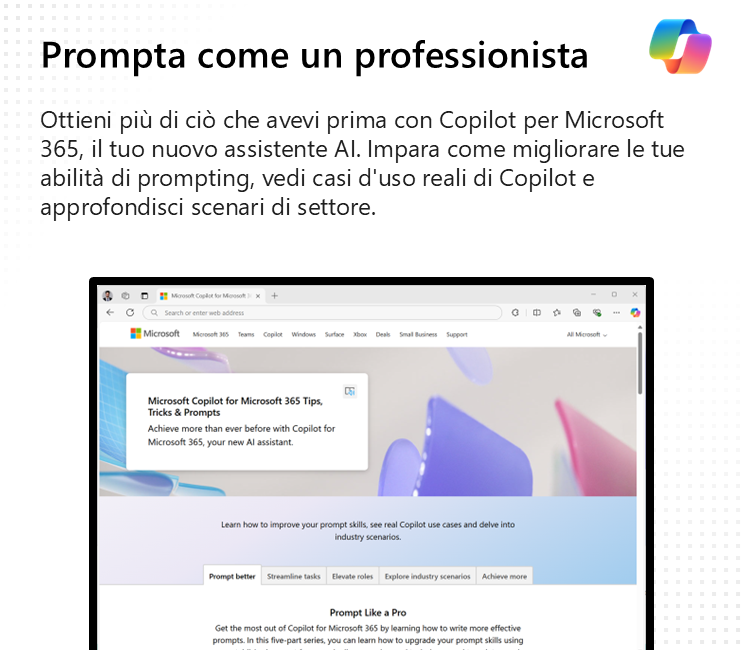 Prompta come un professionista
Ottieni più di ciò che avevi prima con Copilot per Microsoft
365, il tuo nuovo assistente AI. Impara come migliorare le tue
abilità di prompting, vedi casi d'uso reali di Copilot e
approfondisci scenari di settore.
Microsoft Copilot for Microsoft
Search or enter web address
Microsoft Microsoft 365 Teams Copilot Windows Surface Xbox Deals Small Business Support All Microsoft
Microsoft Copilot for Microsoft 365 Tips,
Tricks & Prompts
Achieve more than ever before with Copilot for
Microsoft 365, your new AI assistant.
Learn how to improve your prompt skills, see real Copilot use cases and delve into
industry scenarios.
Prompt better Streamline tasks Elevate roles Explore industry scenarios Achieve more
Prompt Like a Pro
Get the most out of Copilot for Microsoft 365 by learning how to write more effective
prompts. In this five-part series, you can learn how to upgrade your prompt skills using